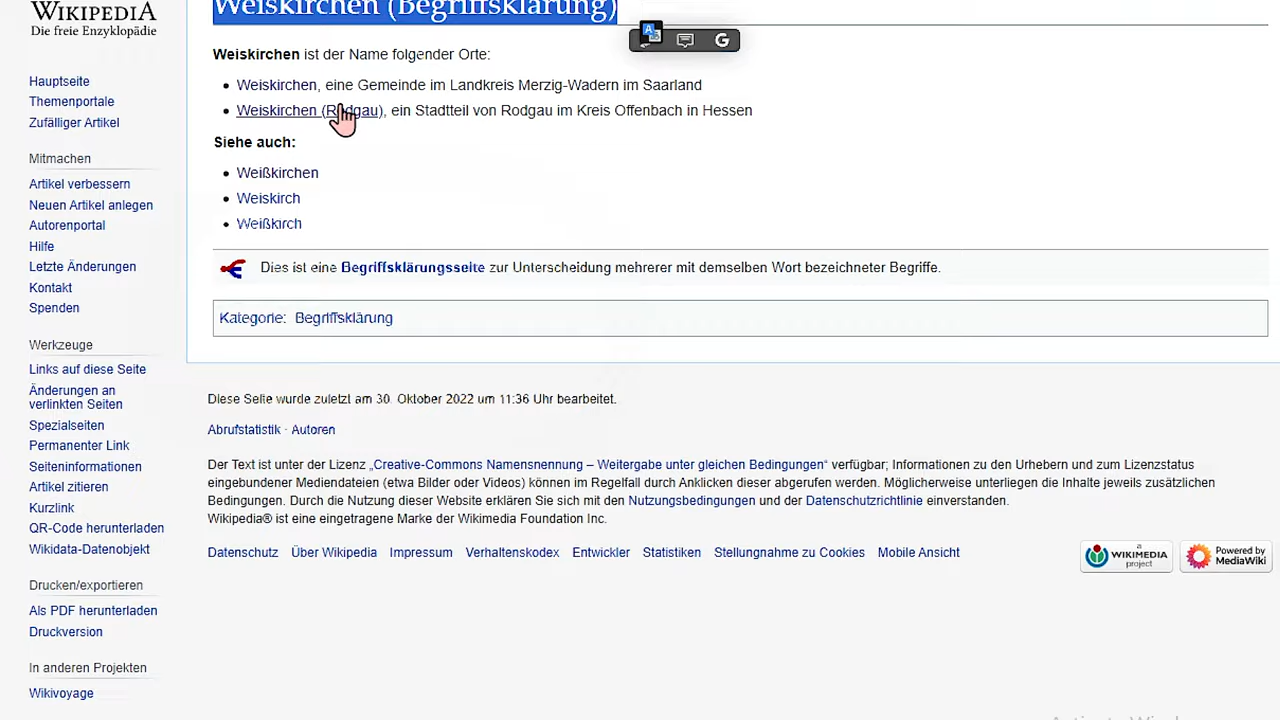 WIKIPEDIA
Die freie Enzyklopädie
Hauptseite
Themenportale
Zufälliger Artikel
Mitmachen
Artikel verbessern
Neuen Artikel anlegen
Autorenportal
Hilfe
Letzte Änderungen
Kontakt
Spenden
Werkzeuge
Links auf diese Seite
Änderungen an
verlinkten Seiten
Spezialseiten
Permanenter Link
Seiteninformationen
Artikel zitieren
Kurzlink
QR-Code herunterladen
Wikidata-Datenobjekt
Drucken/exportieren
Als PDF herunterladen
Druckversion
In anderen Projekten
Wikivoyage
Weiskirchen (Begriffsklärung)
G
Weiskirchen ist der Name folgender Orte:
Weiskirchen, eine Gemeinde im Landkreis Merzig-Wadern im Saarland
Weiskirchen (Rodgau), ein Stadtteil von Rodgau im Kreis Offenbach in Hessen
Siehe auch:
Weißkirchen
Weiskirch
Weißkirch
Dies ist eine Begriffsklärungsseite zur Unterscheidung mehrerer mit demselben Wort bezeichneter Begriffe.
Kategorie: Begriffsklärung
Diese Seite wurde zuletzt am 30. Oktober 2022 um 11:36 Uhr bearbeitet.
Abrufstatistik · Autoren
Der Text ist unter der Lizenz „Creative-Commons Namensnennung – Weitergabe unter gleichen Bedingungen“ verfügbar; Informationen zu den Urhebern und zum Lizenzstatus
eingebundener Mediendateien (etwa Bilder oder Videos) können im Regelfall durch Anklicken dieser abgerufen werden. Möglicherweise unterliegen die Inhalte jeweils zusätzlichen
Bedingungen. Durch die Nutzung dieser Website erklären Sie sich mit den Nutzungsbedingungen und der Datenschutzrichtlinie einverstanden.
Wikipedia® ist eine eingetragene Marke der Wikimedia Foundation Inc.
Datenschutz Über Wikipedia Impressum Verhaltenskodex Entwickler Statistiken Stellungnahme zu Cookies Mobile Ansicht
a
WIKIMEDIA
project
Powered by
MediaWiki